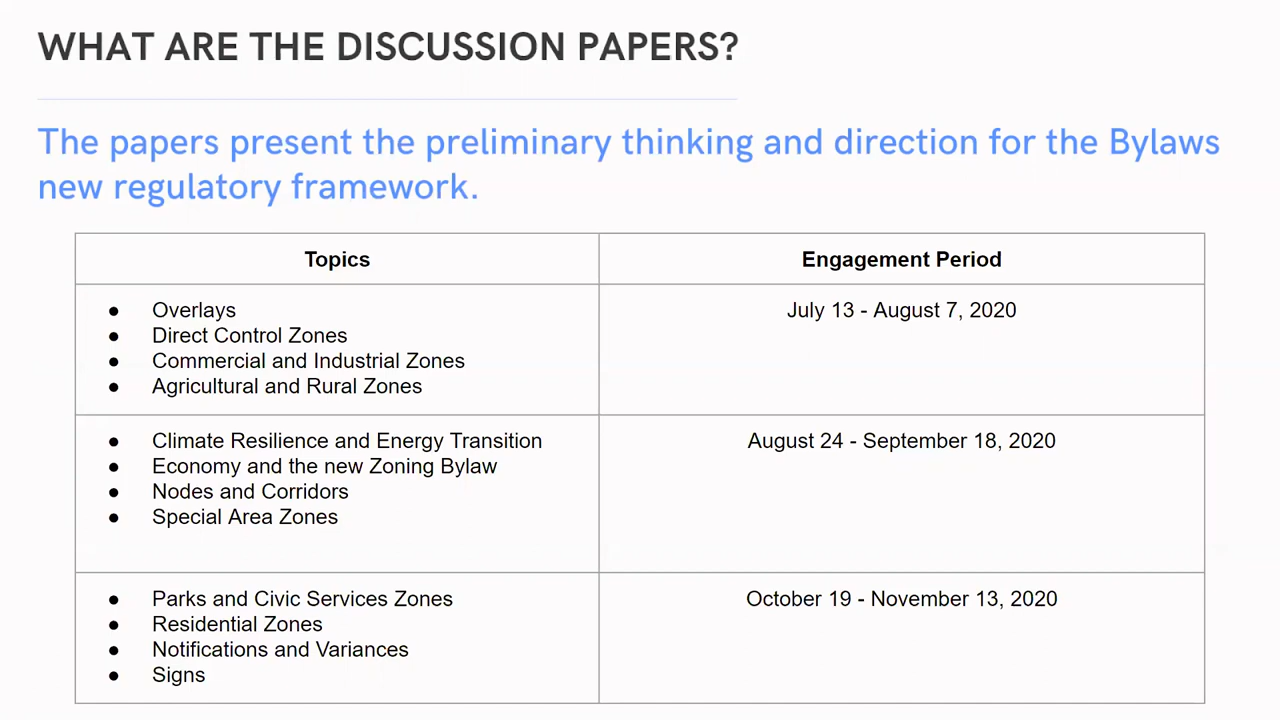 WHAT ARE THE DISCUSSION PAPERS?
The papers present the preliminary thinking and direction for the Bylaws
new regulatory framework.
Topics
Engagement Period
● Overlays
● Direct Control Zones
● Commercial and Industrial Zones
● Agricultural and Rural Zones
July 13 - August 7, 2020
● Climate Resilience and Energy Transition
● Economy and the new Zoning Bylaw
● Nodes and Corridors
● Special Area Zones
August 24 - September 18, 2020
● Parks and Civic Services Zones
● Residential Zones
● Notifications and Variances
● Signs
October 19 - November 13, 2020